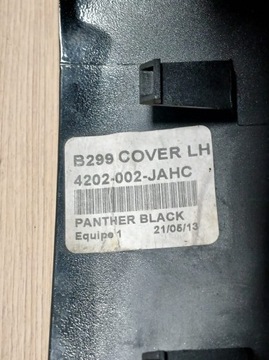 B299 COVER LH
4202-002-JAHC
PANTHER BLACK
Equipe 1 21/05/13